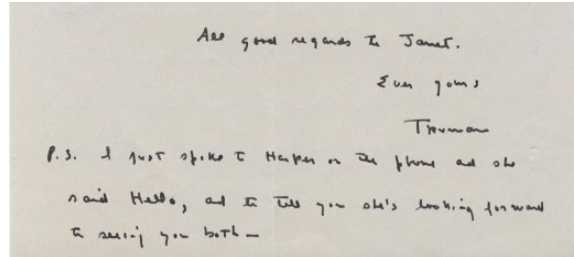 All good regards to Janet.
Ever yours
Truman
P.S. I just spoke to Harper on the phone and she
said Hello, and to tell you she's looking forward
to seeing you both—